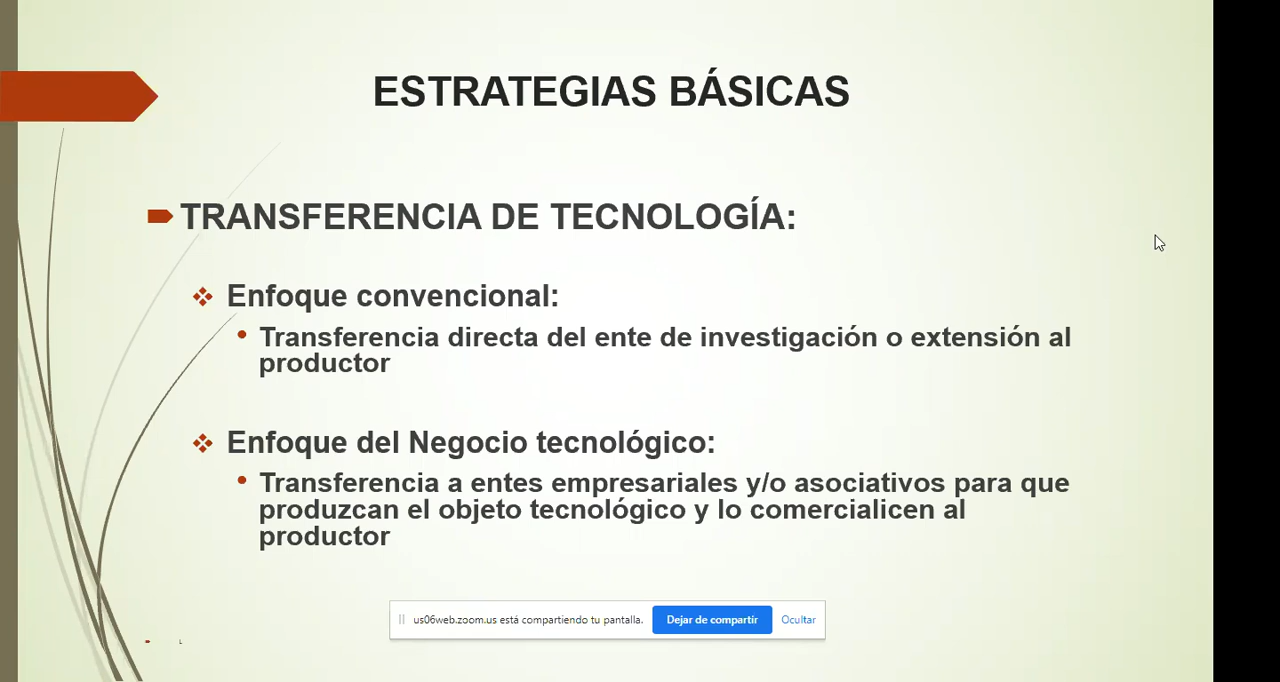 ESTRATEGIAS BÁSICAS
TRANSFERENCIA DE TECNOLOGÍA:
Enfoque convencional:
Transferencia directa del ente de investigación o extensión al
productor
Enfoque del Negocio tecnológico:
Transferencia a entes empresariales y/o asociativos para que
produzcan el objeto tecnológico y lo comercialicen al
productor
us06web.zoom.us está compartiendo tu pantalla. Dejar de compartir Ocultar
L